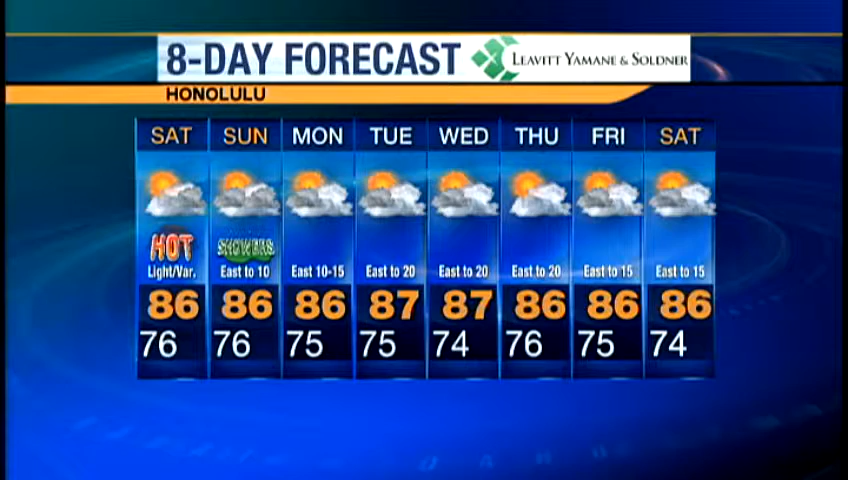 8-DAY FORECAST LEAVITT YAMANE & SOLDNER
HONOLULU
SAT SUN MON TUE WED THU FRI SAT
HOT SHOWERS
Light/Var. East to 10 East 10-15 East to 20 East to 20 East to 20 East to 15 East to 15
86 86 86 87 87 86 86 86
76 76 75 75 74 76 75 74